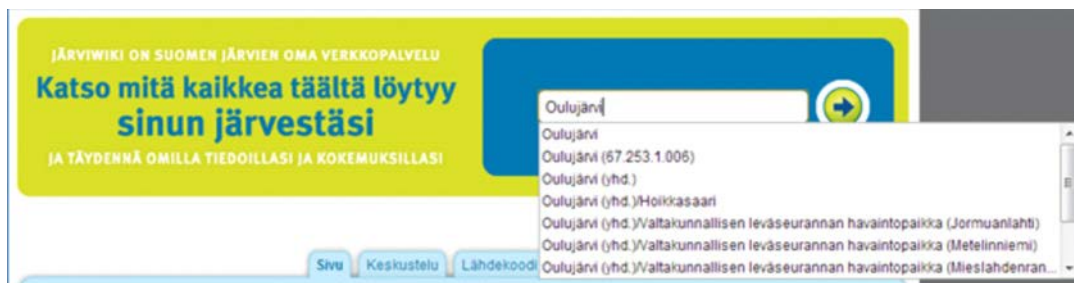 JÄRVIWIKI ON SUOMEN JÄRVIEN OMA VERKKOPALVELU
Katso mitä kaikkea täältä löytyy
sinun järvestäsi
JA TÄYDENNÄ OMILLA TIEDOILLASI JA KOKEMUKSILLASI
Oulujärvi
Oulujärvi
Oulujärvi (67.253.1.006)
Oulujärvi (yhd.)
Oulujärvi (yhd.)/Hoikkasaari
Oulujärvi (yhd.)/Valtakunnallisen leväseurannan havaintopaikka (Jormuanlahti)
Oulujärvi (yhd.)/Valtakunnallisen leväseurannan havaintopaikka (Metelinniemi)
Oulujärvi (yhd.)/Valtakunnallisen leväseurannan havaintopaikka (Mieslahdenran...
Sivu Keskustelu Lähdekoodi